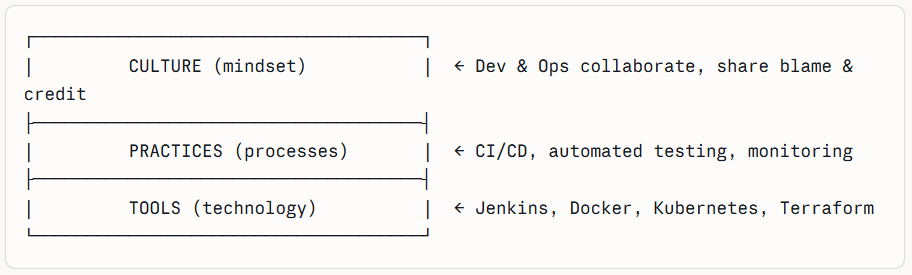 CULTURE (mindset) ← Dev & Ops collaborate, share blame &
credit
PRACTICES (processes) ← CI/CD, automated testing, monitoring
TOOLS (technology) ← Jenkins, Docker, Kubernetes, Terraform